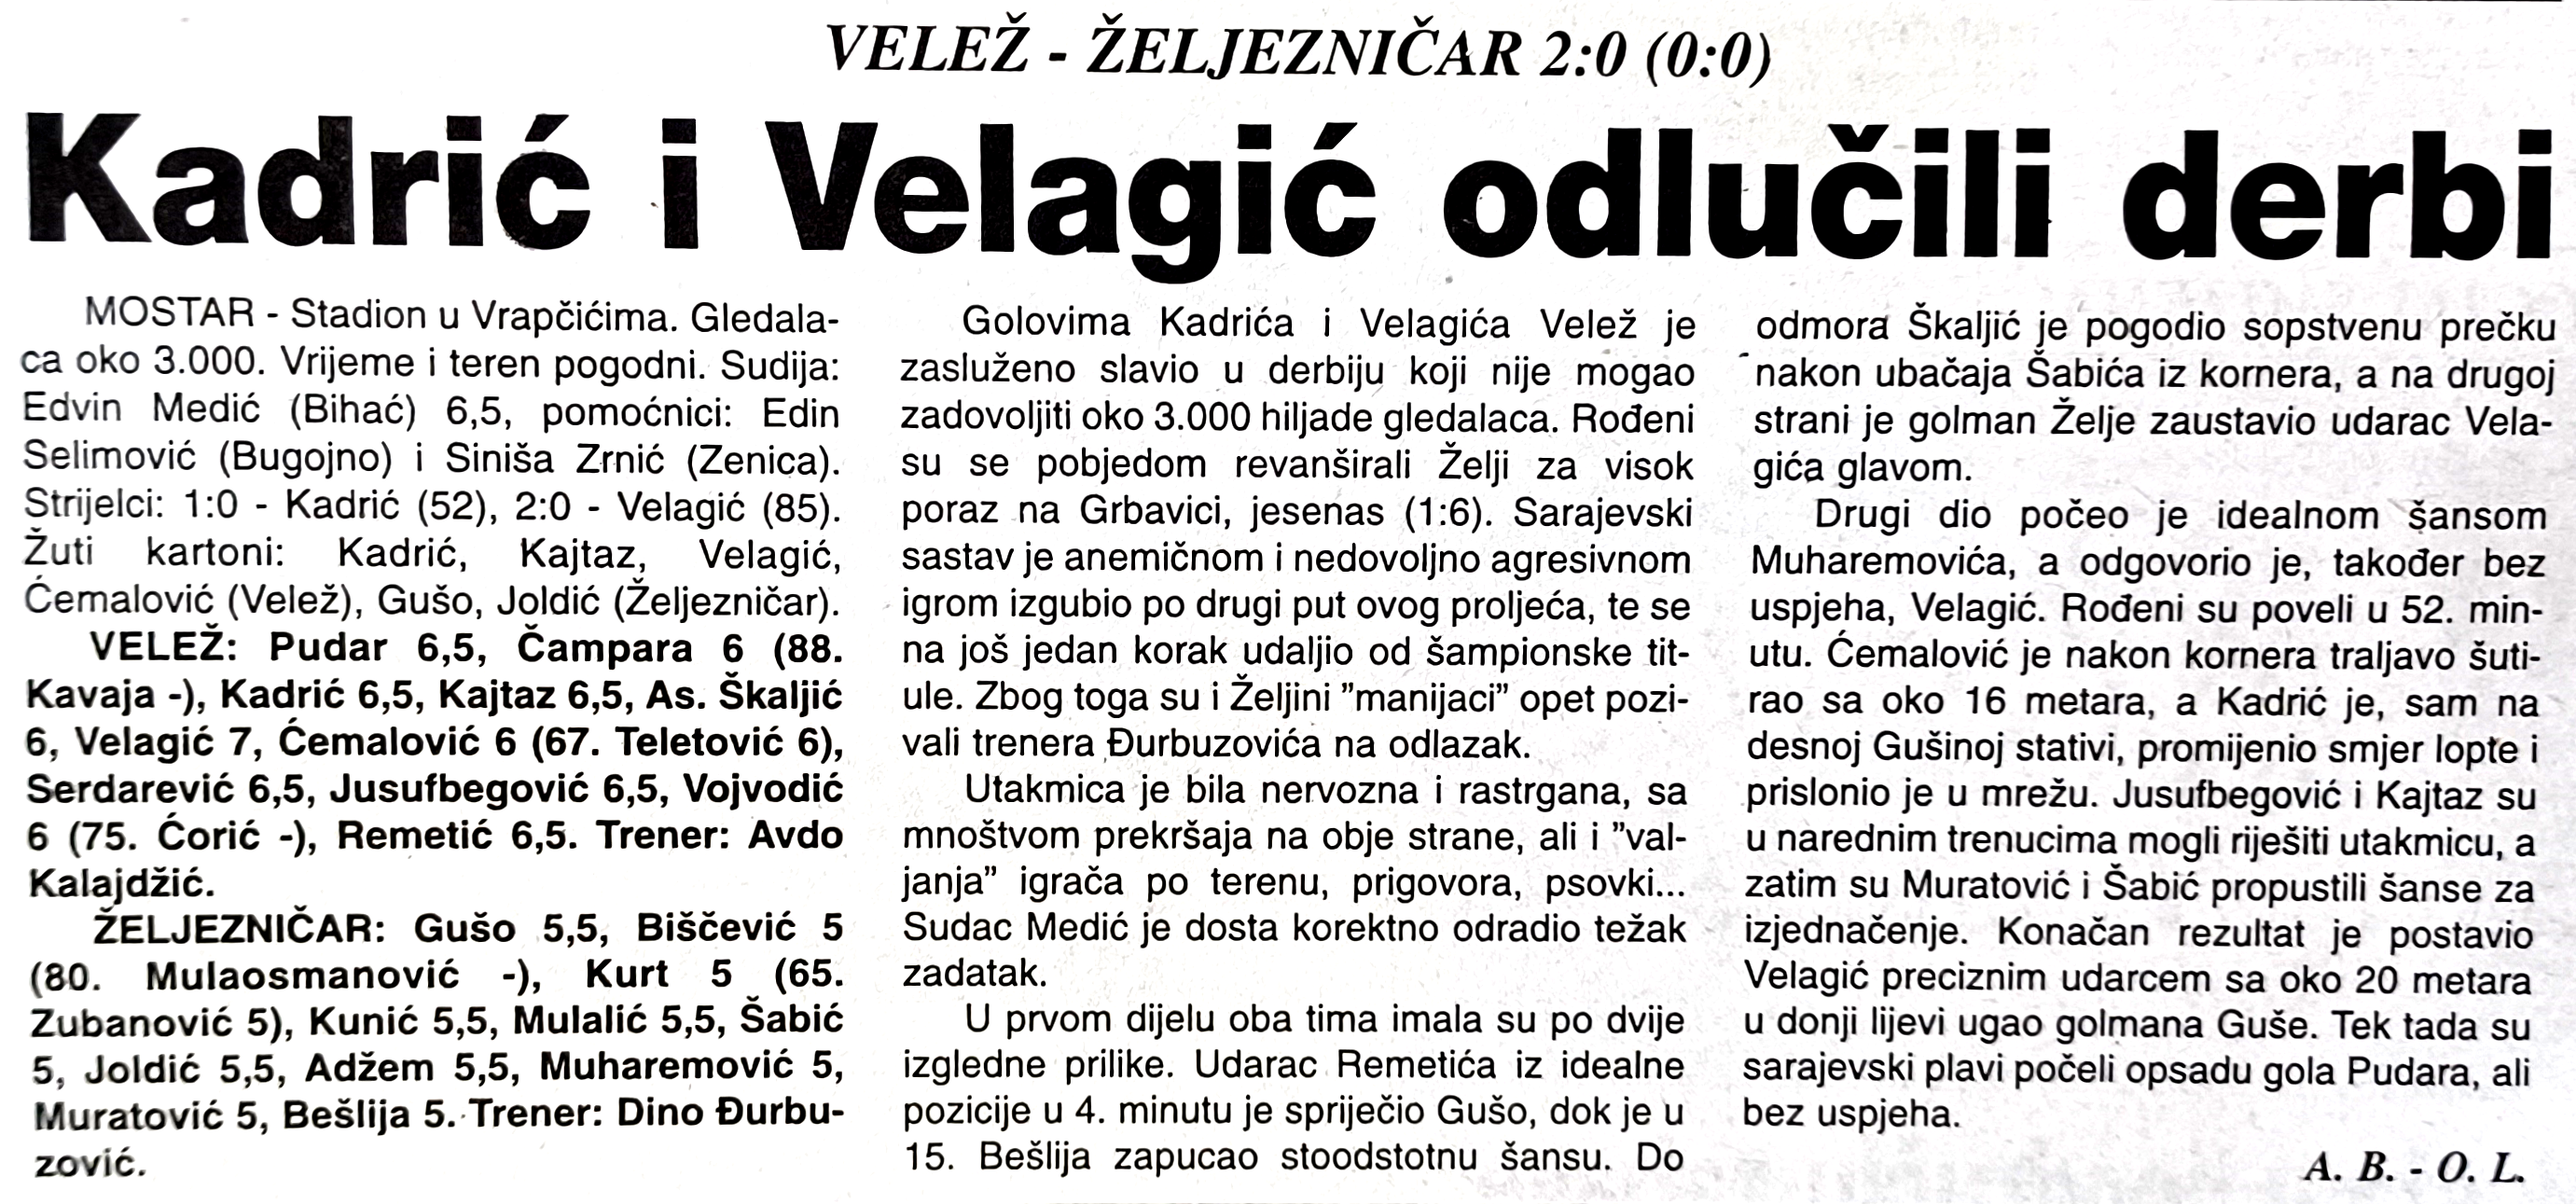 VELEŽ - ŽELJEZNIČAR 2:0 (0:0)
Kadrić i Velagić odlučili derbi
MOSTAR - Stadion u Vrapčićima. Gledala-
ca oko 3.000. Vrijeme i teren pogodni. Sudija:
Edvin Medić (Bihać) 6,5, pomoćnici: Edin
Selimović (Bugojno) i Siniša Zrnić (Zenica).
Strijelci: 1:0 - Kadrić (52), 2:0 - Velagić (85).
Žuti kartoni: Kadrić, Kajtaz, Velagić,
Ćemalović (Velež), Gušo, Joldić (Željezničar).
VELEŽ: Pudar 6,5, Čampara 6 (88.
Kavaja -), Kadrić 6,5, Kajtaz 6,5, As. Škaljić
6, Velagić 7, Ćemalović 6 (67. Teletović 6),
Serdarević 6,5, Jusufbegović 6,5, Vojvodić
6 (75. Ćorić -), Remetić 6,5. Trener: Avdo
Kalajdžić.
ŽELJEZNIČAR: Gušo 5,5, Biščević 5
(80. Mulaosmanović -), Kurt 5 (65.
Zubanović 5), Kunić 5,5, Mulalić 5,5, Šabić
5, Joldić 5,5, Adžem 5,5, Muharemović 5,
Muratović 5, Bešlija 5. Trener: Dino Đurbu-
zović.
Golovima Kadrića i Velagića Velež je
zasluženo slavio u derbiju koji nije mogao
zadovoljiti oko 3.000 hiljade gledalaca. Rođeni
su se pobjedom revanširali Želji za visok
poraz na Grbavici, jesenas (1:6). Sarajevski
sastav je anemičnom i nedovoljno agresivnom
igrom izgubio po drugi put ovog proljeća, te se
na još jedan korak udaljio od šampionske tit-
ule. Zbog toga su i Željini "manijaci" opet pozi-
vali trenera Đurbuzovića na odlazak.
Utakmica je bila nervozna i rastrgana, sa
mnoštvom prekršaja na obje strane, ali i "val-
janja" igrača po terenu, prigovora, psovki...
Sudac Medić je dosta korektno odradio težak
zadatak.
U prvom dijelu oba tima imala su po dvije
izgledne prilike. Udarac Remetića iz idealne
pozicije u 4. minutu je spriječio Gušo, dok je u
15. Bešlija zapucao stoodstotnu šansu. Do
odmora Škaljić je pogodio sopstvenu prečku
nakon ubačaja Šabića iz kornera, a na drugoj
strani je golman Želje zaustavio udarac Vela-
gića glavom.
Drugi dio počeo je idealnom šansom
Muharemovića, a odgovorio je, također bez
uspjeha, Velagić. Rođeni su poveli u 52. min-
utu. Ćemalović je nakon kornera traljavo šuti-
rao sa oko 16 metara, a Kadrić je, sam na
desnoj Gušinoj stativi, promijenio smjer lopte i
prislonio je u mrežu. Jusufbegović i Kajtaz su
u narednim trenucima mogli riješiti utakmicu, a
zatim su Muratović i Šabić propustili šanse za
izjednačenje. Konačan rezultat je postavio
Velagić preciznim udarcem sa oko 20 metara
u donji lijevi ugao golmana Guše. Tek tada su
sarajevski plavi počeli opsadu gola Pudara, ali
bez uspjeha.
A. B. - O. L.